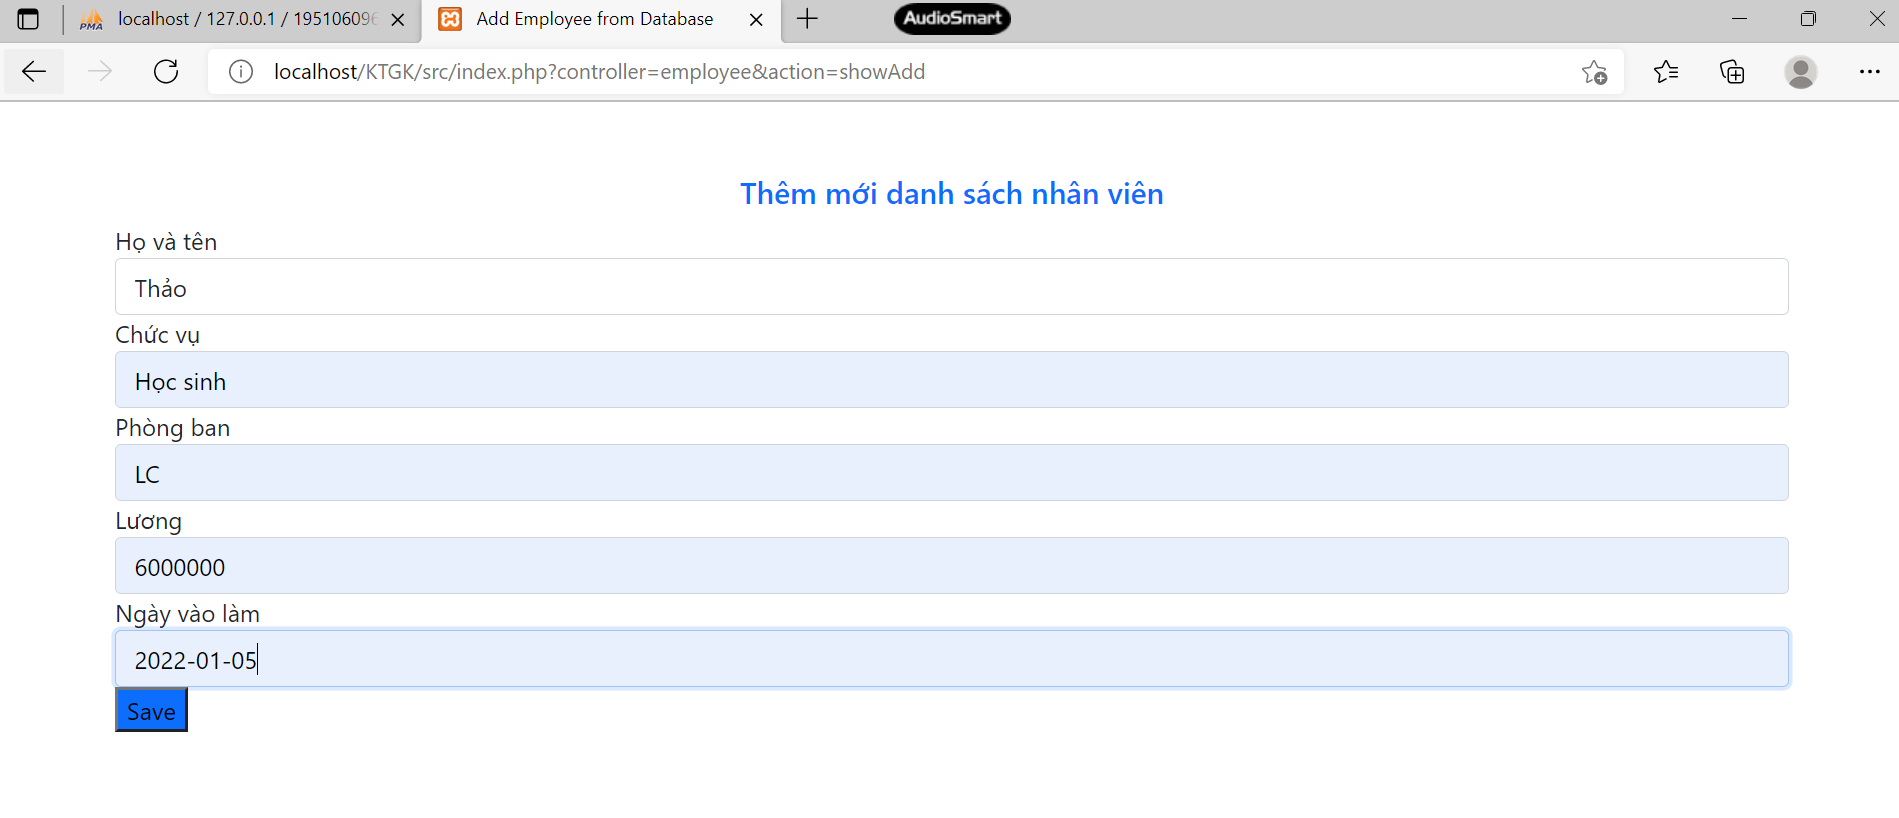 localhost / 127.0.0.1 / 195106096
Add Employee from Database
AudioSmart
localhost/KTGK/src/index.php?controller=employee&action=showAdd
Thêm mới danh sách nhân viên
Họ và tên
Thảo
Chức vụ
Học sinh
Phòng ban
LC
Lương
6000000
Ngày vào làm
2022-01-05
Save